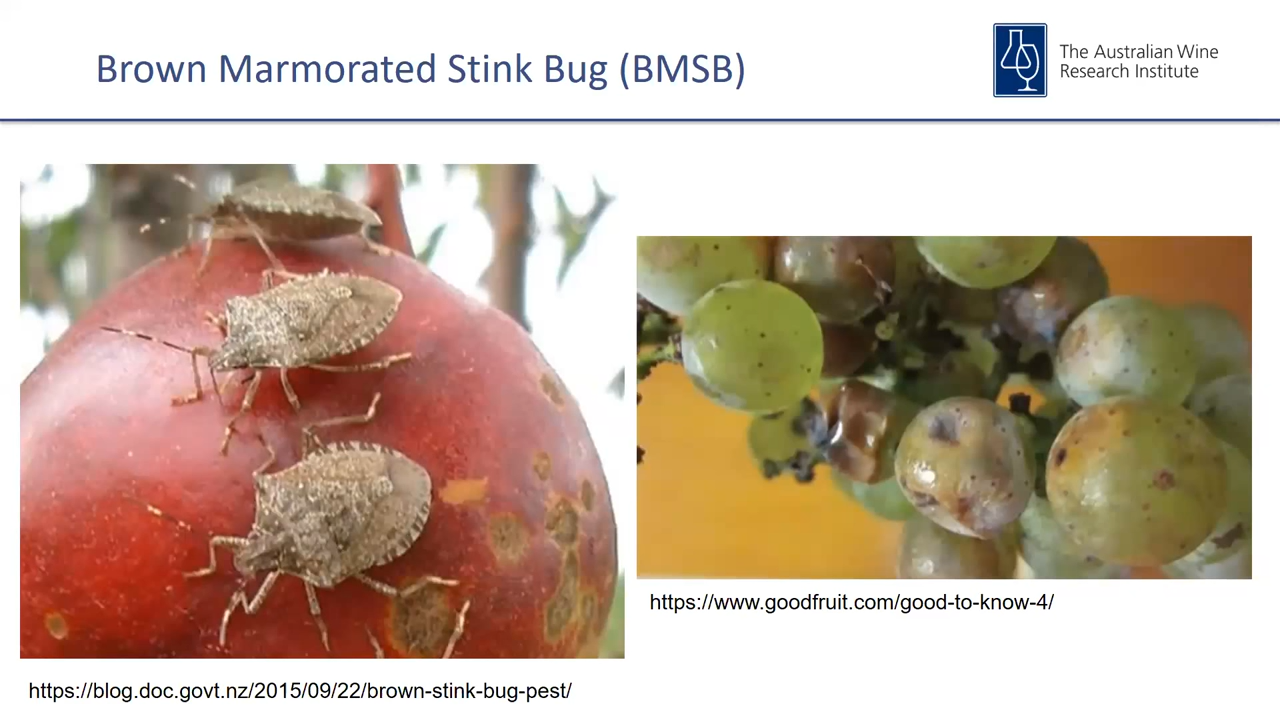 Brown Marmorated Stink Bug (BMSB)
The Australian Wine
Research Institute
https://www.goodfruit.com/good-to-know-4/
https://blog.doc.govt.nz/2015/09/22/brown-stink-bug-pest/